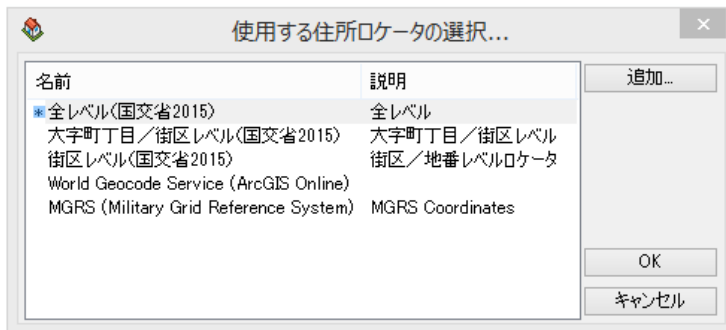 使用する住所ロケータの選択...
名前 説明 追加...
*全レベル(国交省2015) 全レベル
大字町丁目/街区レベル(国交省2015) 大字町丁目/街区レベル
街区レベル(国交省2015) 街区/地番レベルロケータ
World Geocode Service (ArcGIS Online)
MGRS (Military Grid Reference System) MGRS Coordinates
OK
キャンセル